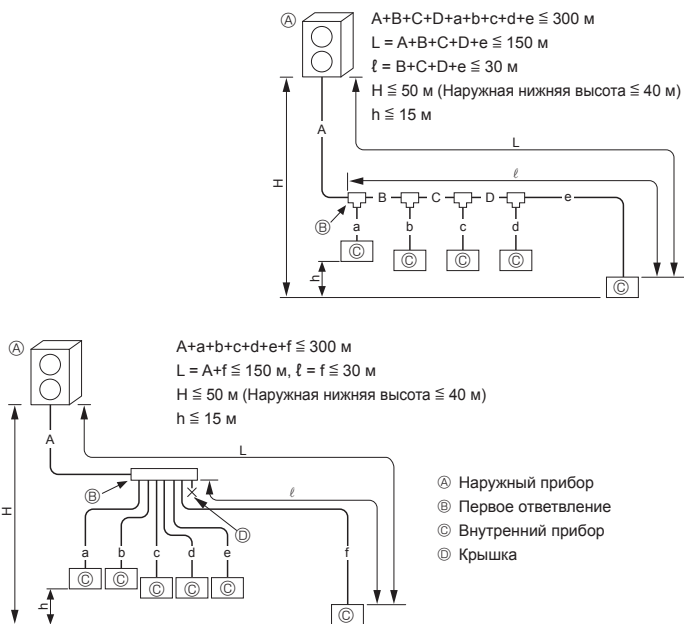 Ⓐ
A+B+C+D+a+b+c+d+e ≦ 300 м
L = A+B+C+D+e ≦ 150 м
ℓ = B+C+D+e ≦ 30 м
H ≦ 50 м (Наружная нижняя высота ≦ 40 м)
h ≦ 15 м
A
L
H
ℓ
B C D e
Ⓑ
a b c d
Ⓒ Ⓒ Ⓒ Ⓒ
h
Ⓒ
Ⓐ
A+a+b+c+d+e+f ≦ 300 м
L = A+f ≦ 150 м, ℓ = f ≦ 30 м
H ≦ 50 м (Наружная нижняя высота ≦ 40 м)
h ≦ 15 м
A
L
H
Ⓑ
ℓ
Ⓓ
a b c d e f
Ⓒ Ⓒ Ⓒ Ⓒ Ⓒ
h
Ⓒ
Ⓐ Наружный прибор
Ⓑ Первое ответвление
Ⓒ Внутренний прибор
Ⓓ Крышка